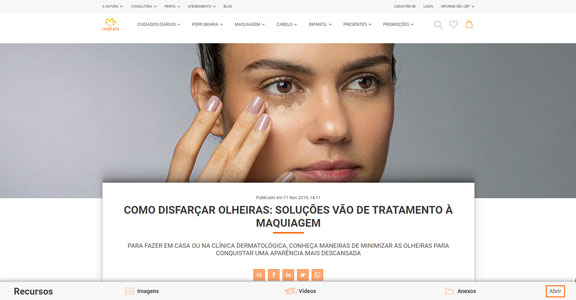 A NATURA CONSULTORIA PERFIL ATENDIMENTO BLOG CADASTRE-SE LOGIN INFORME SEU CEP
natura
CUIDADOS DIÁRIOS PERFUMARIA MAQUIAGEM CABELO INFANTIL PRESENTES PROMOÇÕES
Publicado em 11 Nov 2019, 14:11
COMO DISFARÇAR OLHEIRAS: SOLUÇÕES VÃO DE TRATAMENTO À
MAQUIAGEM
PARA FAZER EM CASA OU NA CLÍNICA DERMATOLÓGICA, CONHEÇA MANEIRAS DE MINIMIZAR AS OLHEIRAS PARA
CONQUISTAR UMA APARÊNCIA MAIS DESCANSADA
Recursos Imagens Vídeos Anexos Abrir